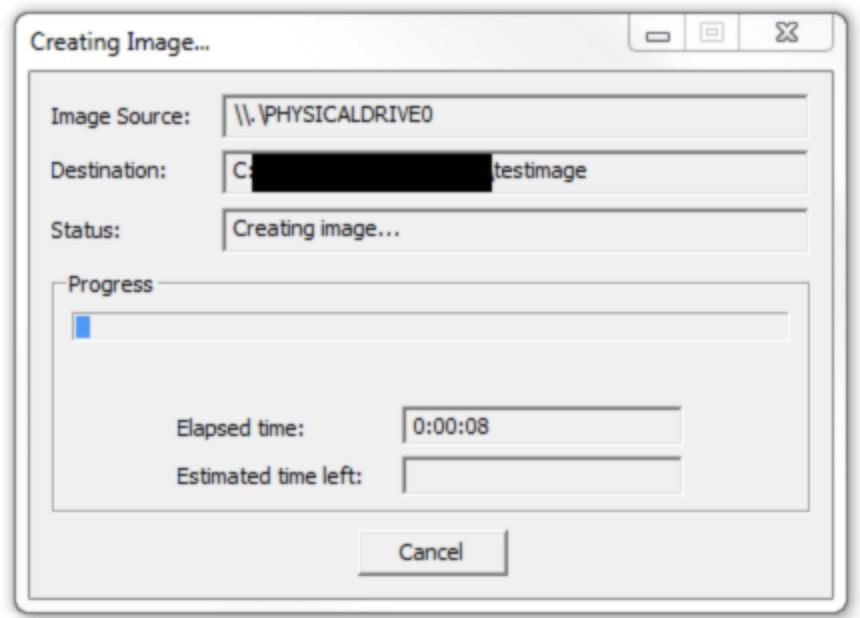 Creating Image...
Image Source: \\.\PHYSICALDRIVE0
Destination: C:\testimage
Status: Creating image...
Progress
Elapsed time: 0:00:08
Estimated time left:
Cancel